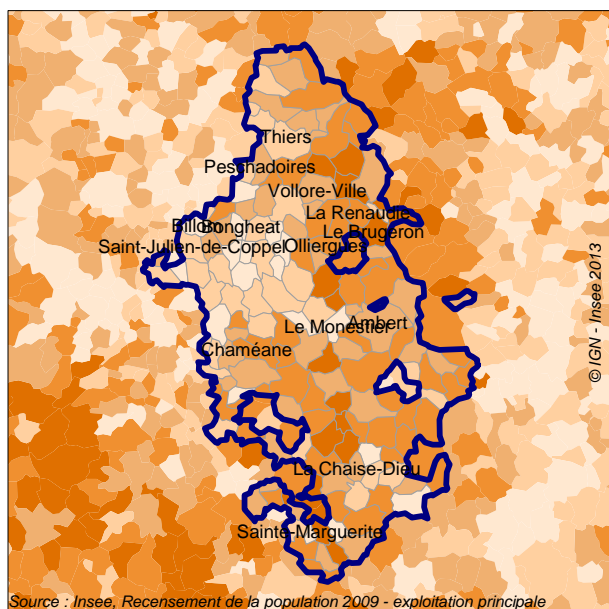 Thiers
Peschadoires
Vollore-Ville
La Renaudie
Billom
Bongheat
Le Brugeron
Saint-Julien-de-Coppel
Olliergues
Le Monestier
Ambert
Chaméane
La Chaise-Dieu
Sainte-Marguerite
© IGN - Insee 2013
Source : Insee, Recensement de la population 2009 - exploitation principale